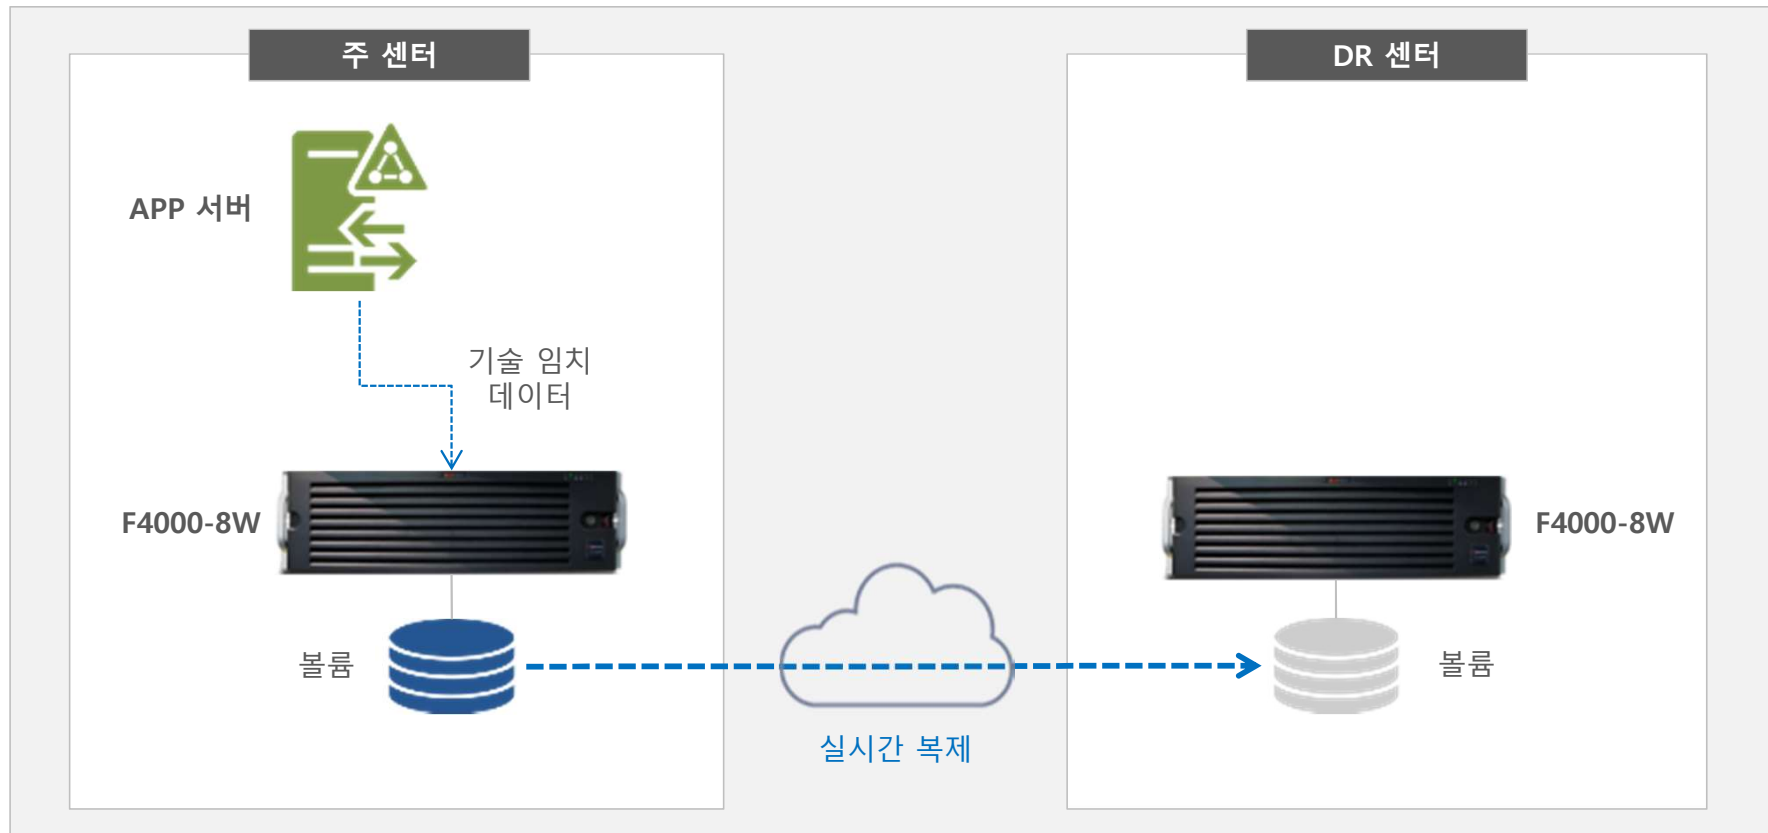 주 센터
DR 센터
APP 서버
기술 임치
데이터
F4000-8W
F4000-8W
볼륨
볼륨
실시간 복제